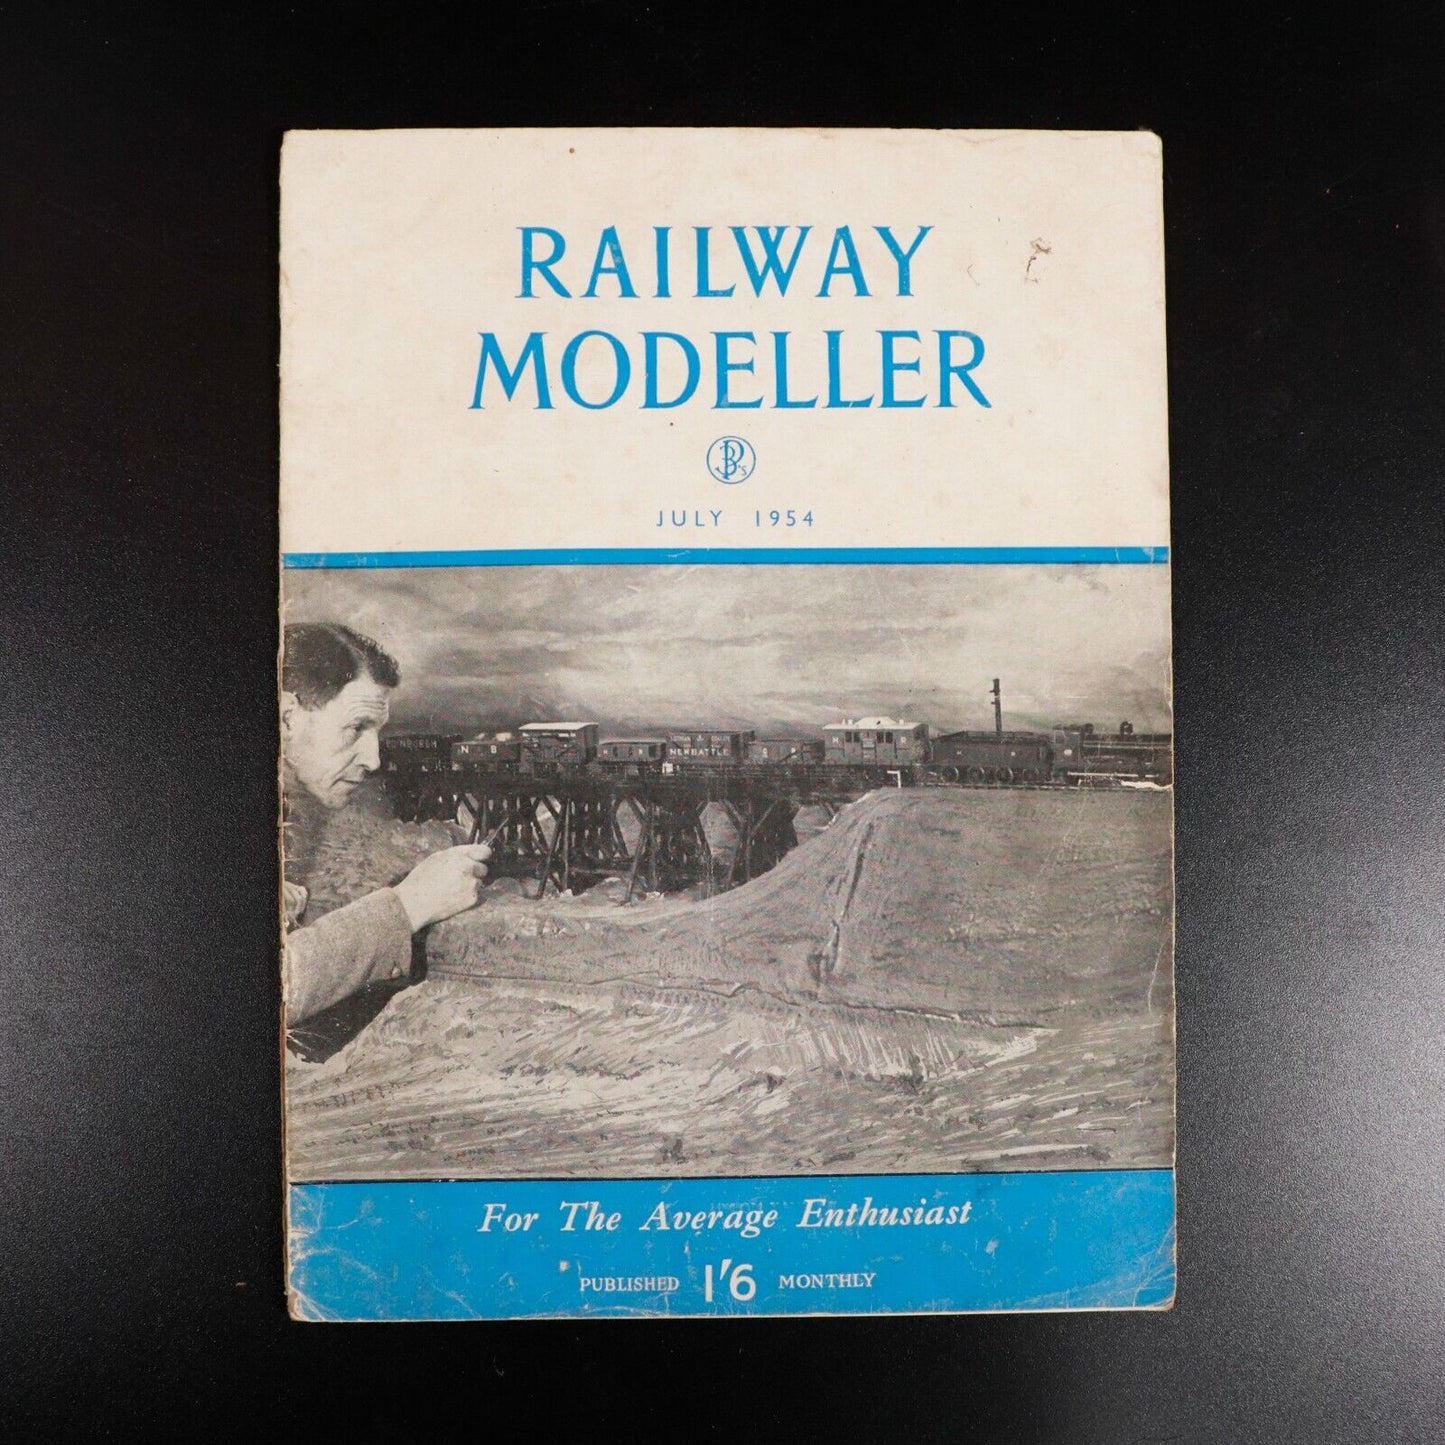 RAILWAY
MODELLER
JULY 1954
N B
NEWBATTLE
For The Average Enthusiast
PUBLISHED 1'6 MONTHLY